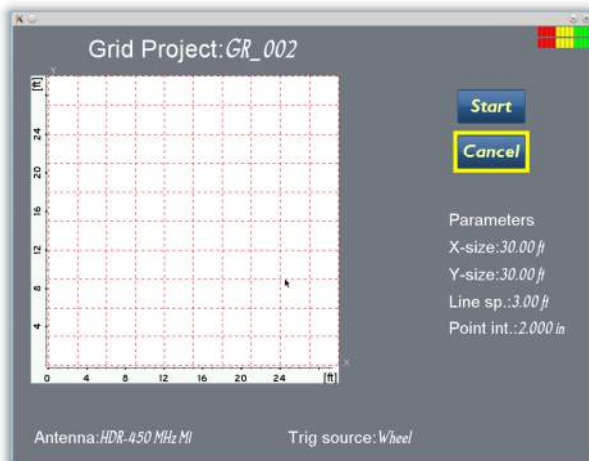 Grid Project:GR_002
Y
[ft]
24
20
16
12
8
4
0 4 8 12 16 20 24 [ft]
X
Start
Cancel
Parameters
X-size:30.00 ft
Y-size:30.00 ft
Line sp.:3.00 ft
Point int.:2.000 in
Antenna:HDR-450 MHz MI
Trig source:Wheel